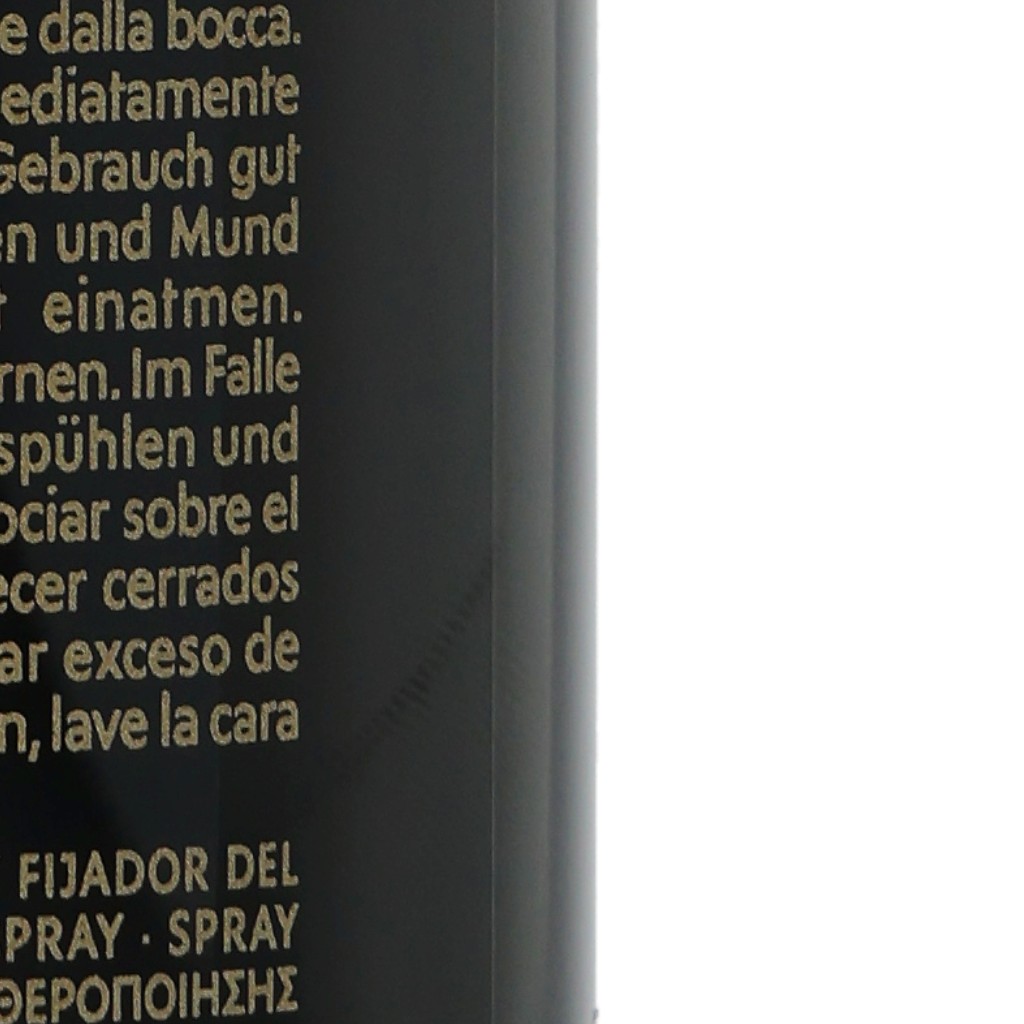 e dalla bocca.
ediatamente
Gebrauch gut
en und Mund
einatmen.
rnen. Im Falle
spühlen und
ociar sobre el
ecer cerrados
ar exceso de
n, lave la cara
FIJADOR DEL
PRAY · SPRAY
ΘΕΡΟΠΟΙΗΣΗΣ